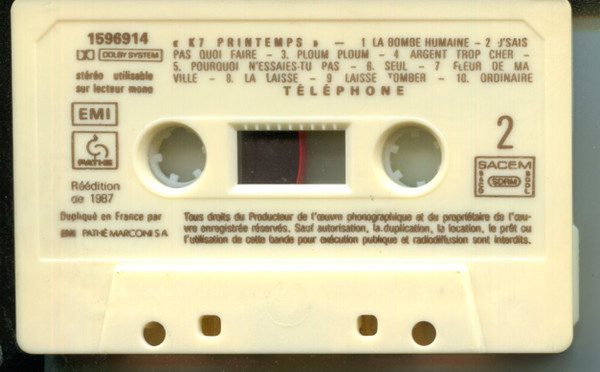 1596914
DOLBY SYSTEM
stéréo utilisable
sur lecteur mono
« K7 PRINTEMPS » — 1 LA BOMBE HUMAINE - 2 J'SAIS
PAS QUOI FAIRE - 3. PLOUM PLOUM - 4 ARGENT TROP CHER -
5. POURQUOI N'ESSAIES-TU PAS - 6. SEUL - 7 FLEUR DE MA
VILLE - 8. LA LAISSE - 9 LAISSE TOMBER - 10. ORDINAIRE
TÉLÉPHONE
EMI
PATHE
Réédition
de 1987
2
SACEM
SACD
SDRM
SGDL
Dupliqué en France par
EMI PATHÉ MARCONI S A
Tous droits du Producteur de l'œuvre phonographique et du propriétaire de l'œu-
vre enregistrée réservés. Sauf autorisation, la duplication, la location, le prêt ou
l'utilisation de cette bande pour exécution publique et radiodiffusion sont interdits.